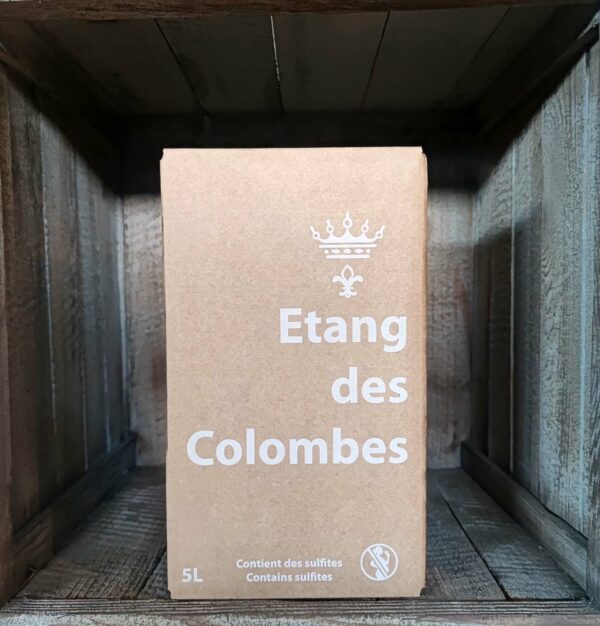 Etang
des
Colombes
5L
Contient des sulfites
Contains sulfites